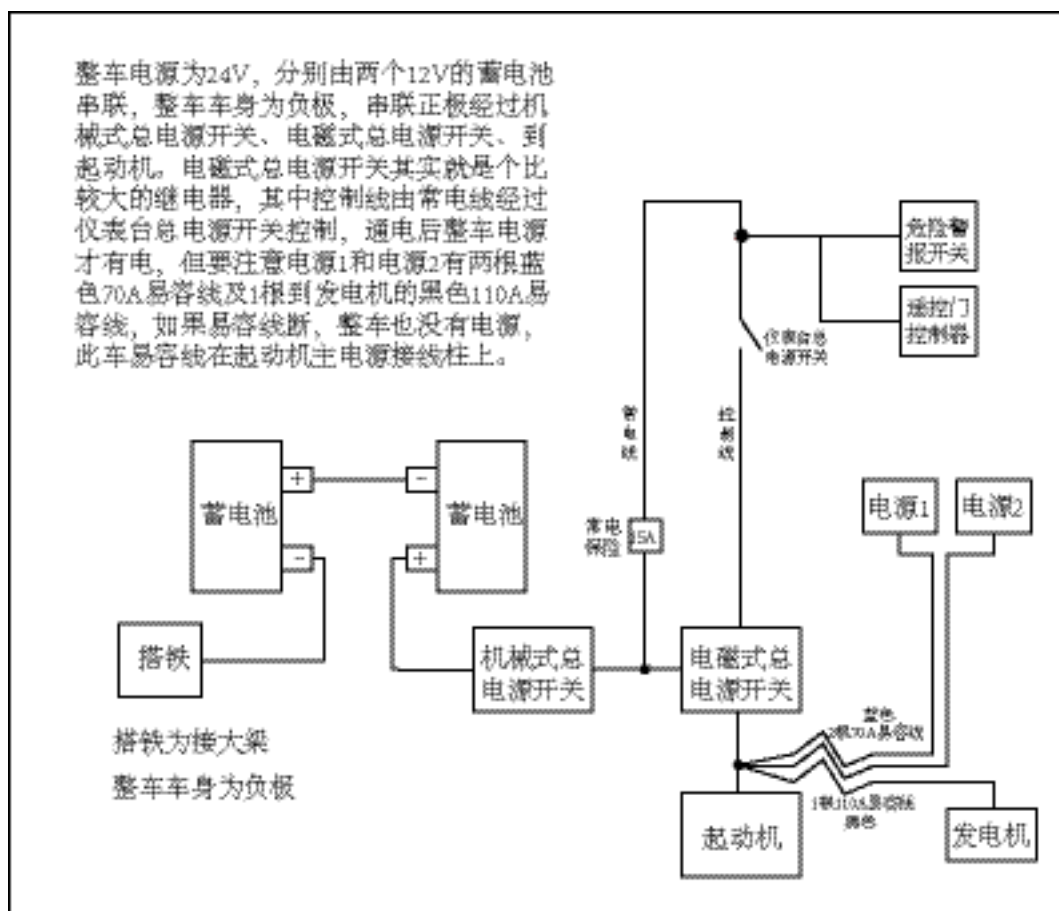 整车电源为24V，分别由两个12V的蓄电池
串联，整车车身为负极，串联正极经过机
械式总电源开关、电磁式总电源开关、到
起动机。电磁式总电源开关其实就是个比
较大的继电器，其中控制线由常电线经过
仪表台总电源开关控制，通电后整车电源
才有电，但要注意电源1和电源2有两根蓝
色70A易容线及1根到发电机的黑色110A易
容线，如果易容线断，整车也没有电源，
此车易容线在起动机主电源接线柱上。
危险警
报开关
遥控门
控制器
仪表台总
电源开关
常电线
控制线
蓄电池
+
-
-
蓄电池
+
常电
保险
15A
电源1
电源2
搭铁
机械式总
电源开关
电磁式总
电源开关
蓝色
2根70A易容线
搭铁为接大梁
整车车身为负极
1根110A易容线
黑色
起动机
发电机